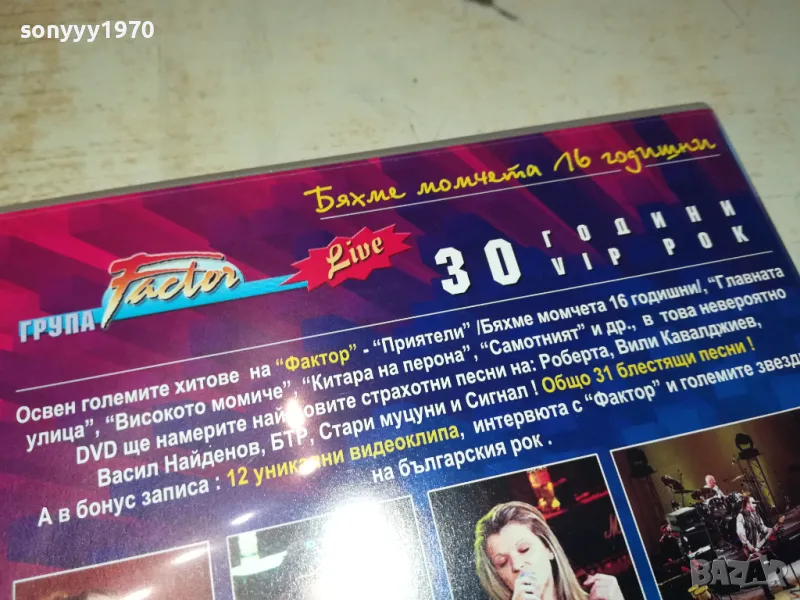 sonyyy1970
Бяхме момчета 16 годишни
ГРУПА Factor Live
30 ГОДИНИ
VIP РОК
Освен големите хитове на “Фактор” - “Приятели” /Бяхме момчета 16 годишни/, “Главната
улица”, “Високото момиче”, “Китара на перона”, “Самотният” и др., в това невероятно
DVD ще намерите най-новите страхотни песни на: Роберта, Вили Кавалджиев,
Васил Найденов, БТР, Стари муцуни и Сигнал ! Общо 31 блестящи песни !
А в бонус записа : 12 уникални видеоклипа, интервюта с “Фактор” и големите звезди
на българския рок .
BAZAR